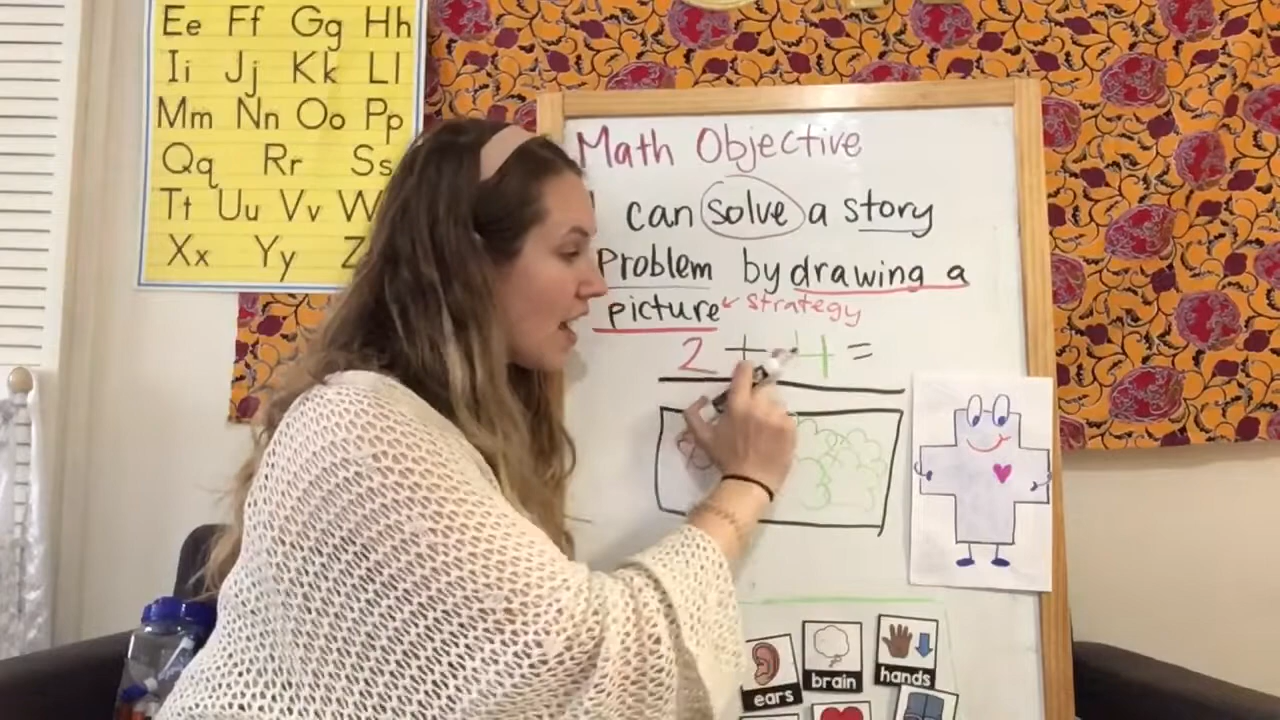 Ee Ff Gg Hh
Ii Jj Kk Ll
Mm Nn Oo Pp
Qq Rr Ss
Tt Uu Vv W
Xx Yy Z
Math Objective
can solve a story
Problem by drawing a
picture strategy
2 + 4 =
ears brain hands